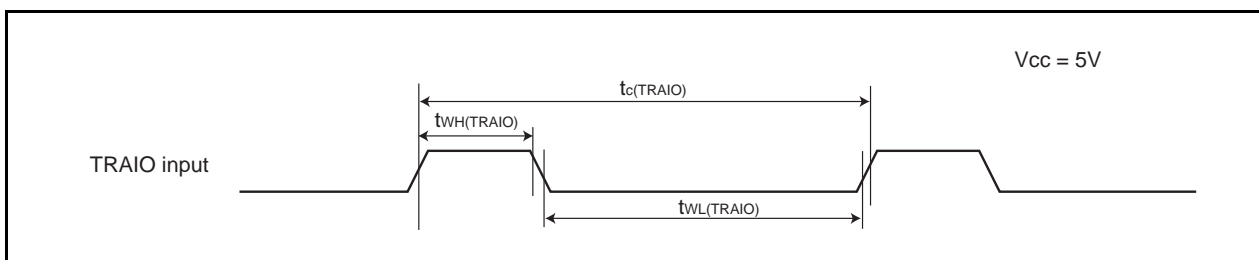 Vcc = 5V
tc(TRAIO)
tWH(TRAIO)
TRAIO input
tWL(TRAIO)